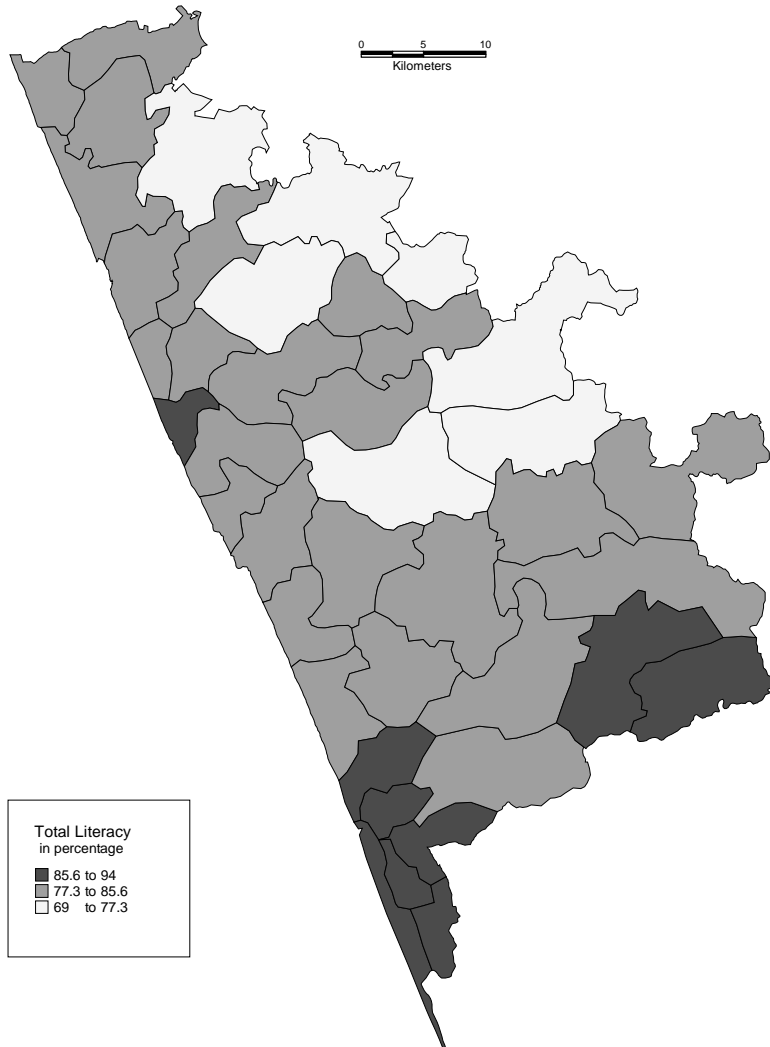 0 5 10
Kilometers
Total Literacy
in percentage
85.6 to 94
77.3 to 85.6
69 to 77.3